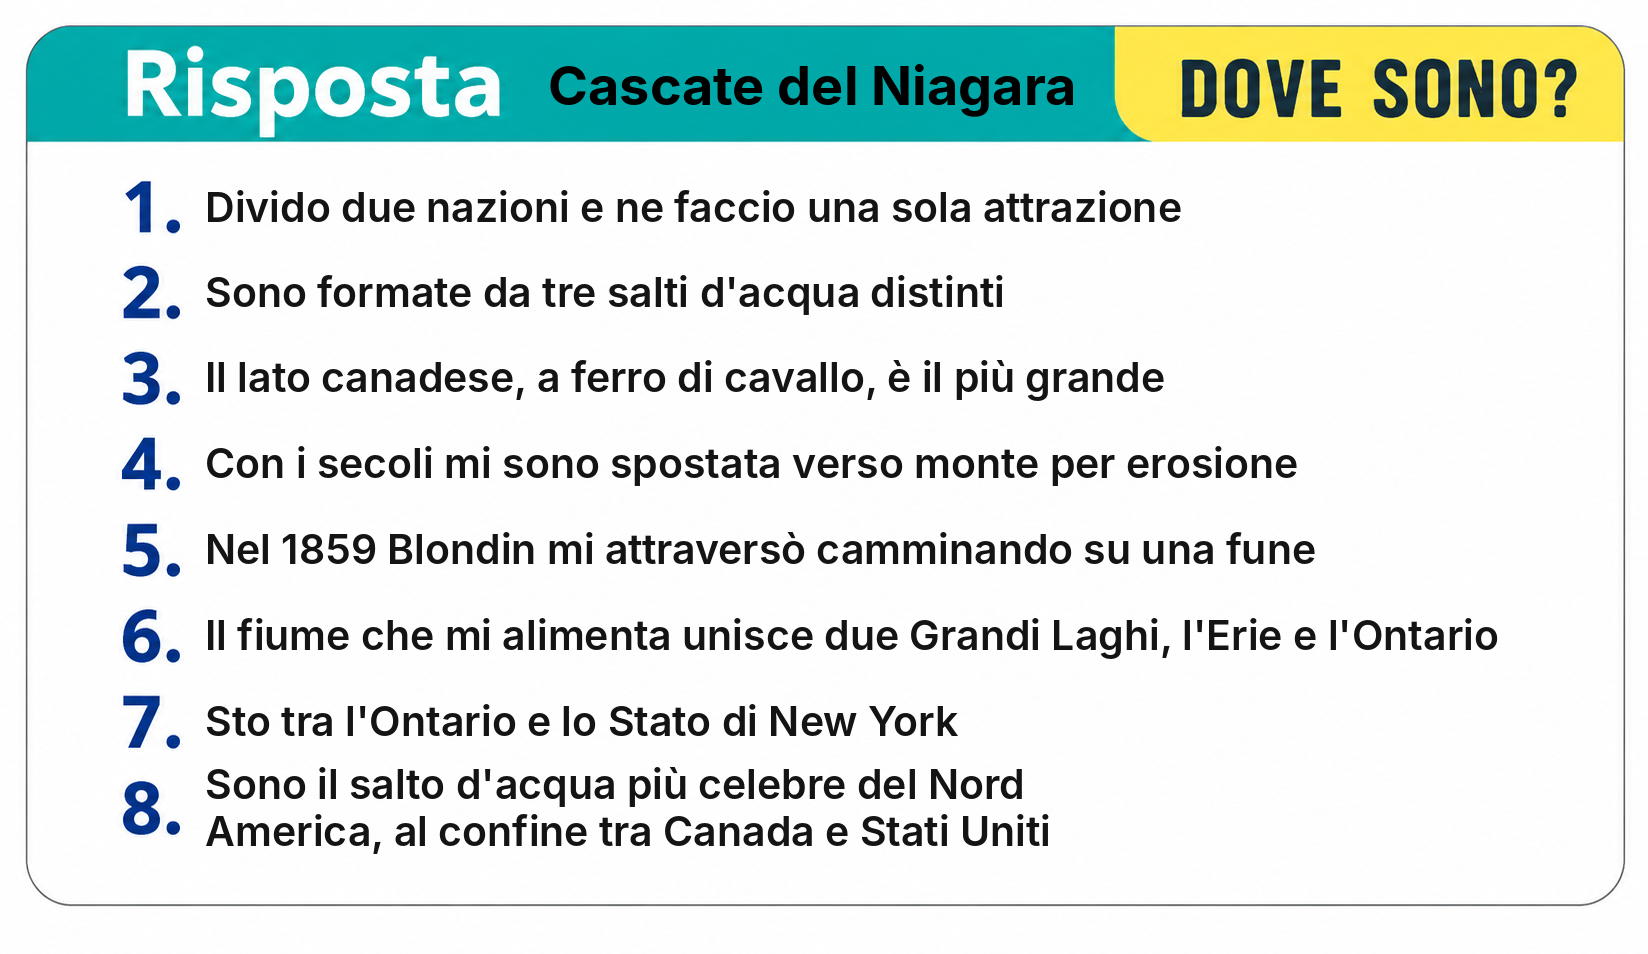 Risposta Cascate del Niagara DOVE SONO?
1. Divido due nazioni e ne faccio una sola attrazione
2. Sono formate da tre salti d'acqua distinti
3. Il lato canadese, a ferro di cavallo, è il più grande
4. Con i secoli mi sono spostata verso monte per erosione
5. Nel 1859 Blondin mi attraversò camminando su una fune
6. Il fiume che mi alimenta unisce due Grandi Laghi, l'Erie e l'Ontario
7. Sto tra l'Ontario e lo Stato di New York
8. Sono il salto d'acqua più celebre del Nord
America, al confine tra Canada e Stati Uniti